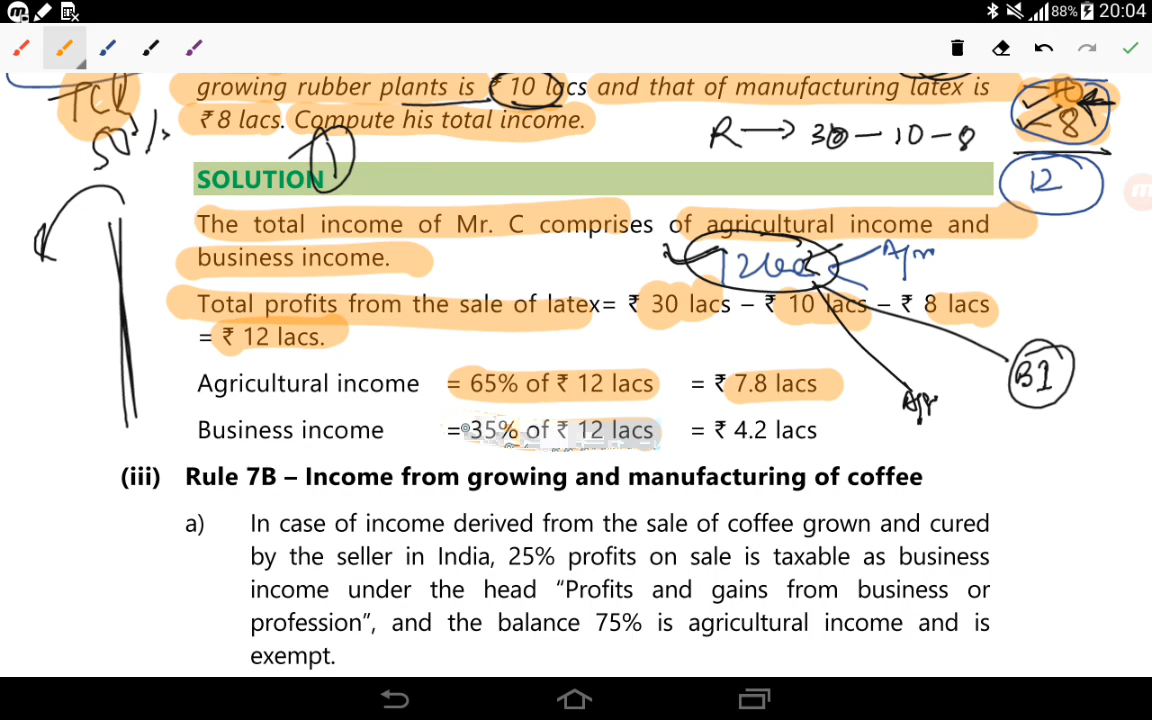 88% 20:04
growing rubber plants is ₹ 10 lacs and that of manufacturing latex is
₹ 8 lacs. Compute his total income.
50%
8
R → 30 – 10 – 8
12
SOLUTION
The total income of Mr. C comprises of agricultural income and
business income.
Total profits from the sale of latex= ₹ 30 lacs – ₹ 10 lacs – ₹ 8 lacs
= ₹ 12 lacs.
BI
Agricultural income = 65% of ₹ 12 lacs = ₹ 7.8 lacs
Business income = 35% of ₹ 12 lacs = ₹ 4.2 lacs
(iii) Rule 7B – Income from growing and manufacturing of coffee
a) In case of income derived from the sale of coffee grown and cured
by the seller in India, 25% profits on sale is taxable as business
income under the head “Profits and gains from business or
profession”, and the balance 75% is agricultural income and is
exempt.